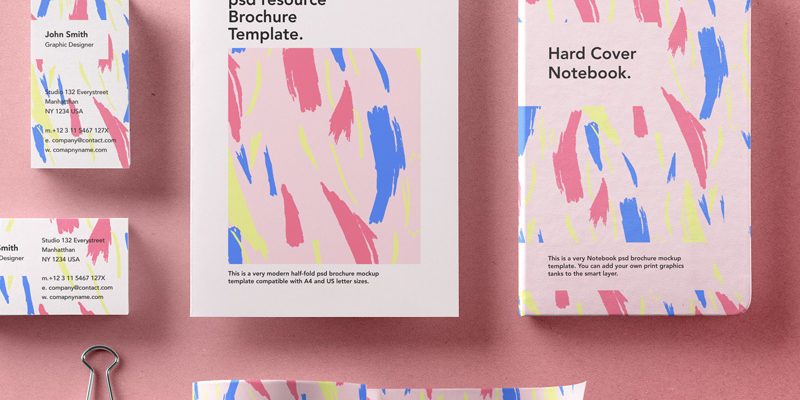 John Smith
Graphic Designer
Studio 132 Everystreet
Manhatthan
NY 1234 USA
m.+12 3 11 5467 127X
e. company@contact.com
w. comapnyname.com
Smith
Designer
Studio 132 Everystreet
Manhatthan
NY 1234 USA
m.+12 3 11 5467 127X
e. company@contact.com
w. comapnyname.com
psd resource
Brochure
Template.
This is a very modern half-fold psd brochure mockup
template compatible with A4 and US letter sizes.
Hard Cover
Notebook.
This is a very Notebook psd brochure mockup
template. You can add your own print graphics
tanks to the smart layer.